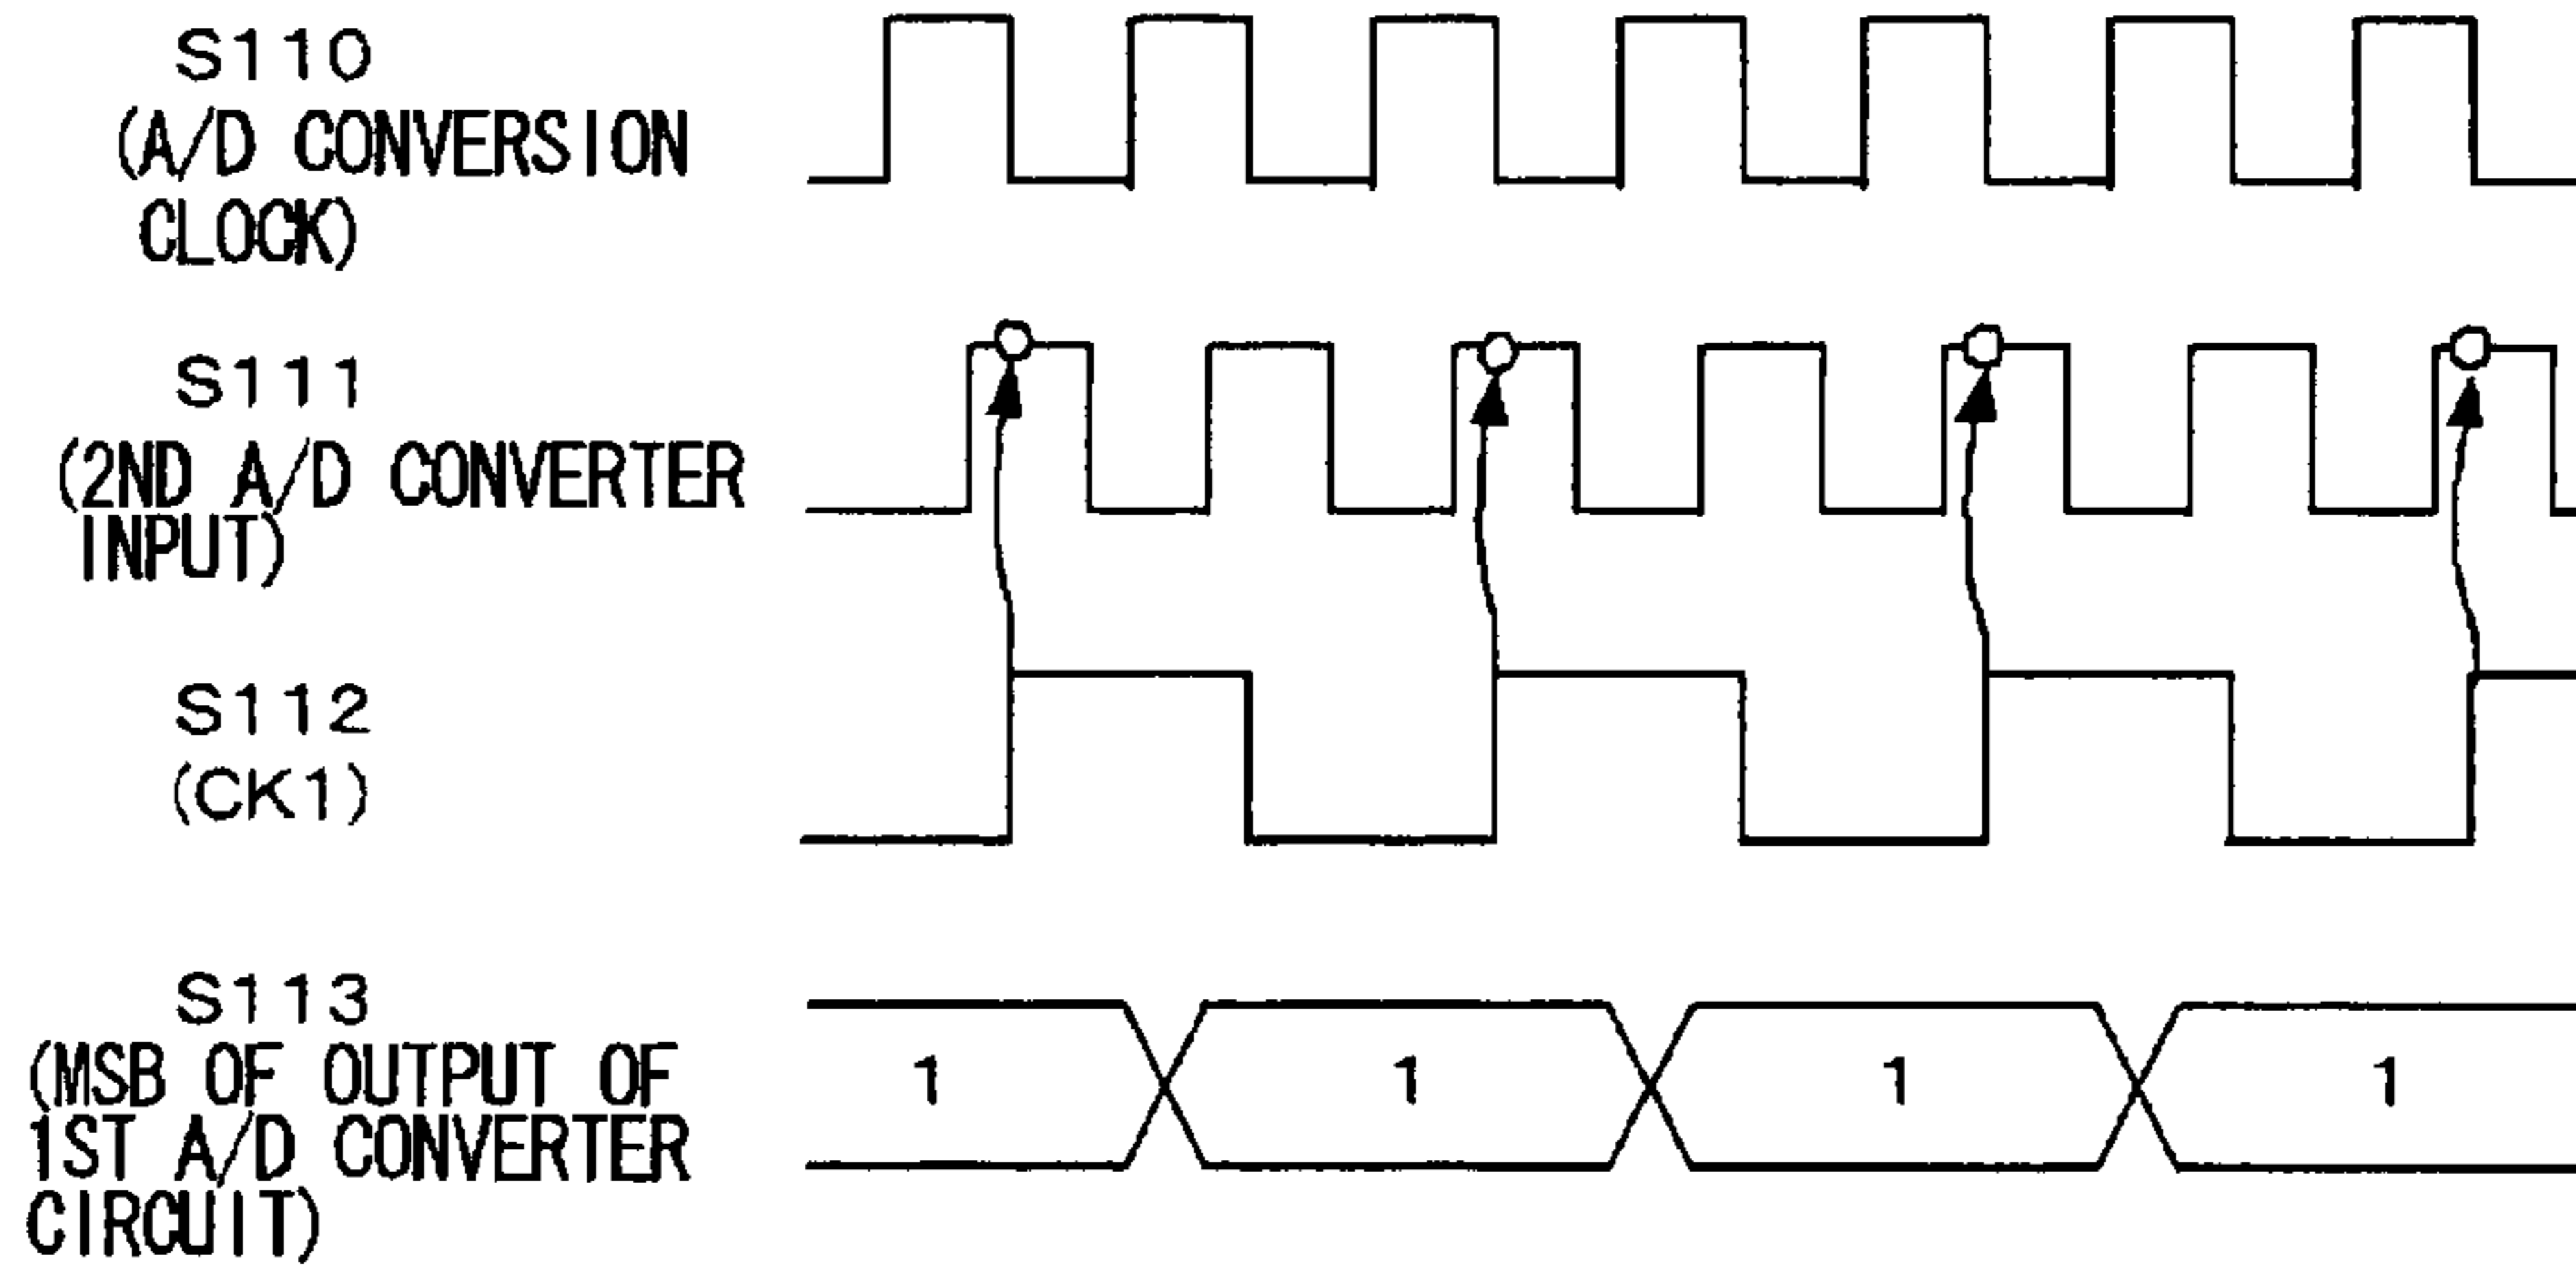 S110
(A/D CONVERSION
CLOCK)
S111
(2ND A/D CONVERTER
INPUT)
S112
(CK1)
S113
(MSB OF OUTPUT OF
1ST A/D CONVERTER
CIRCUIT)
1 1 1 1